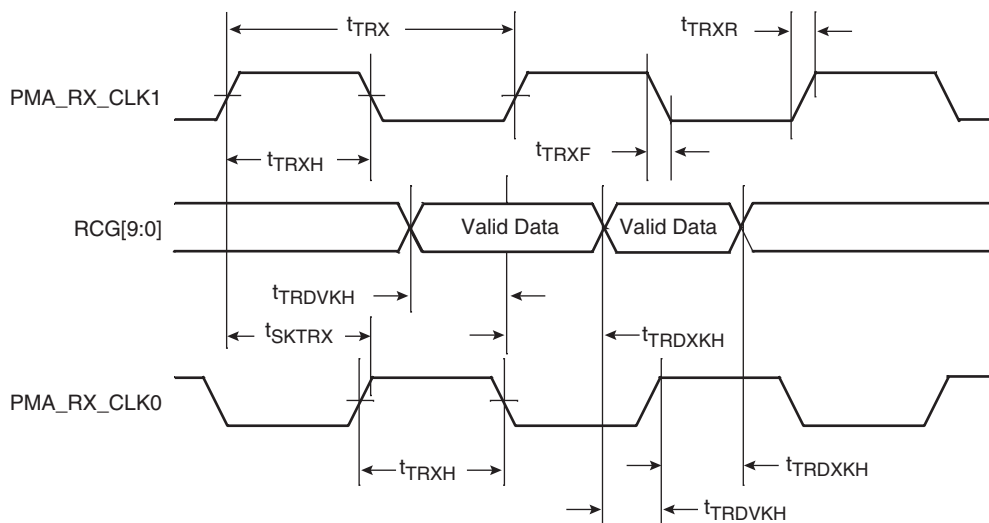 tTRX
tTRXR
PMA_RX_CLK1
tTRXH
tTRXF
RCG[9:0]
Valid Data
Valid Data
tTRDVKH
tSKTRX
tTRDXKH
PMA_RX_CLK0
tTRXH
tTRDXKH
tTRDVKH